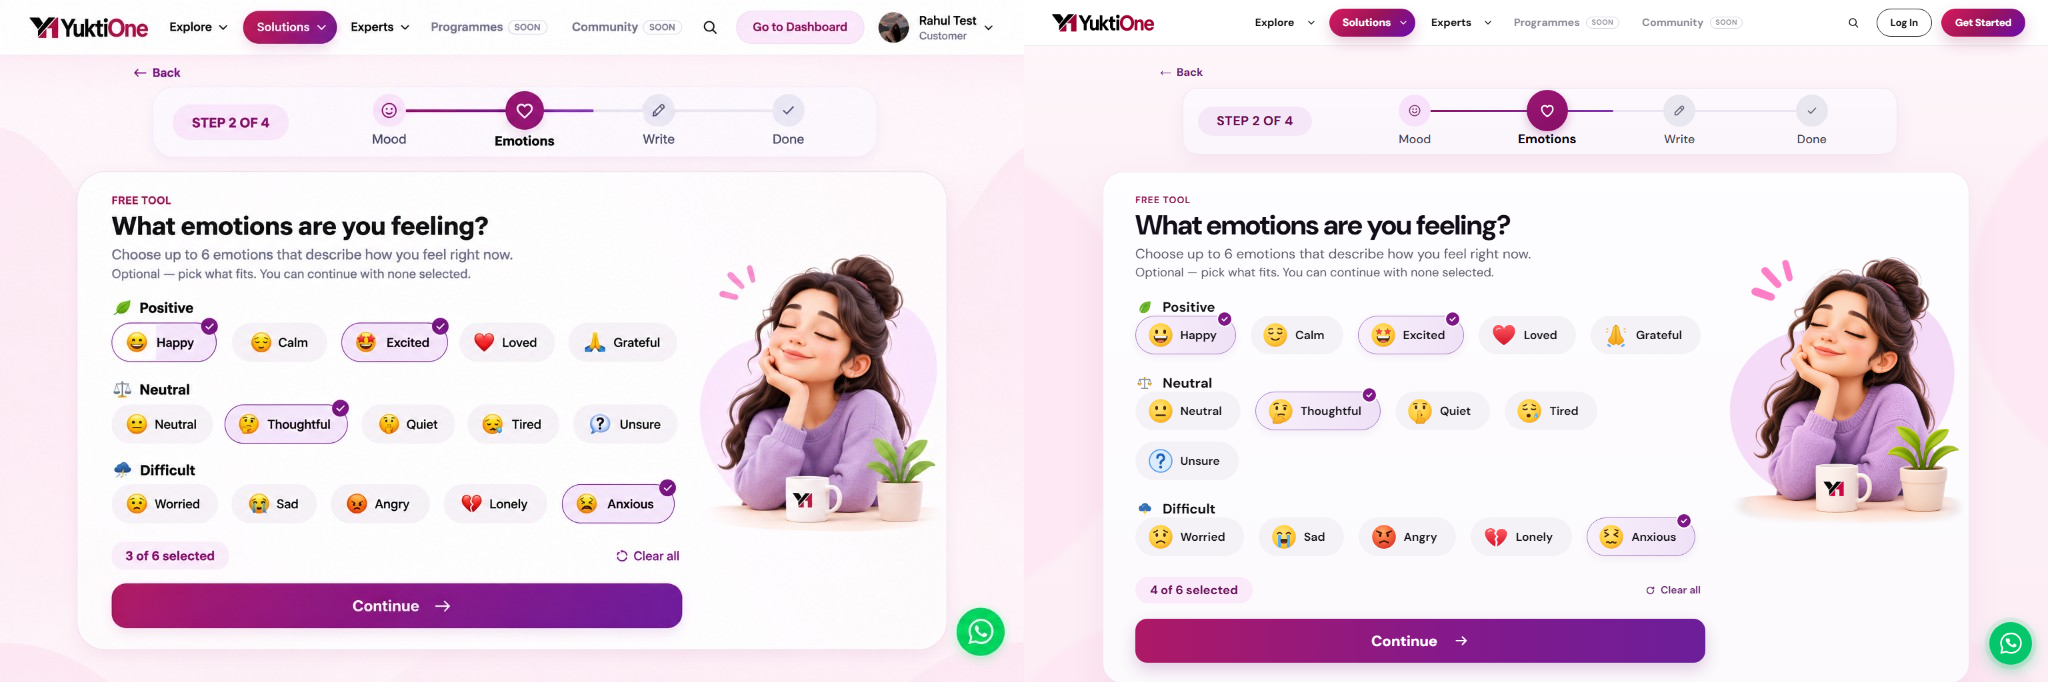 YuktiOne Explore Solutions Experts Programmes SOON Community SOON Go to Dashboard Rahul Test
Customer
← Back
STEP 2 OF 4
Mood Emotions Write Done
FREE TOOL
What emotions are you feeling?
Choose up to 6 emotions that describe how you feel right now.
Optional — pick what fits. You can continue with none selected.
Positive
Happy Calm Excited Loved Grateful
Neutral
Neutral Thoughtful Quiet Tired Unsure
Difficult
Worried Sad Angry Lonely Anxious
3 of 6 selected Clear all
Continue →
YuktiOne Explore Solutions Experts Programmes SOON Community SOON Log In Get Started
← Back
STEP 2 OF 4
Mood Emotions Write Done
FREE TOOL
What emotions are you feeling?
Choose up to 6 emotions that describe how you feel right now.
Optional — pick what fits. You can continue with none selected.
Positive
Happy Calm Excited Loved Grateful
Neutral
Neutral Thoughtful Quiet Tired
Unsure
Difficult
Worried Sad Angry Lonely Anxious
4 of 6 selected Clear all
Continue →